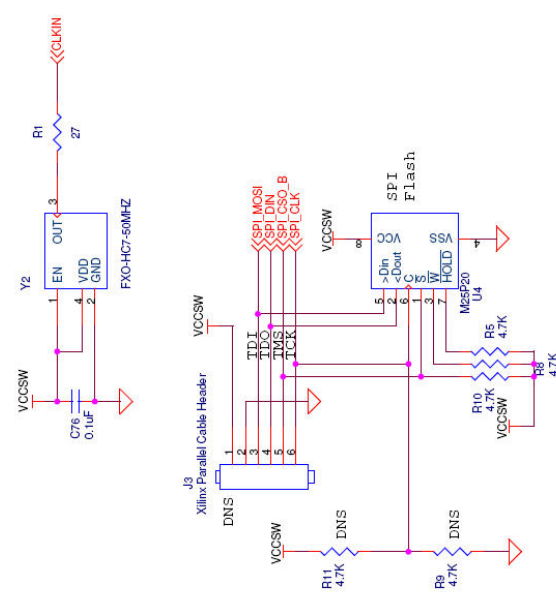 CLKIN
R1
27
3
OUT
Y2
FXO-HC7-50MHZ
EN
VDD
GND
1
4
2
VCCSW
C76
0.1uF
SPI_MOSI
SPI_DIN
SPI_CSO_B
SPI_CLK
VCCSW
TDI
TDO
TMS
TCK
1
2
3
4
5
6
J3
Xilinx Parallel Cable Header
DNS
SPI
Flash
VCCSW
8
VCC
VSS
4
>Din
<Dout
C
S
W
HOLD
5
2
6
1
3
7
M25P20
U4
R5
4.7K
R8
4.7K
R10
4.7K
VCCSW
VCCSW
R11
4.7K
DNS
R9
4.7K
DNS